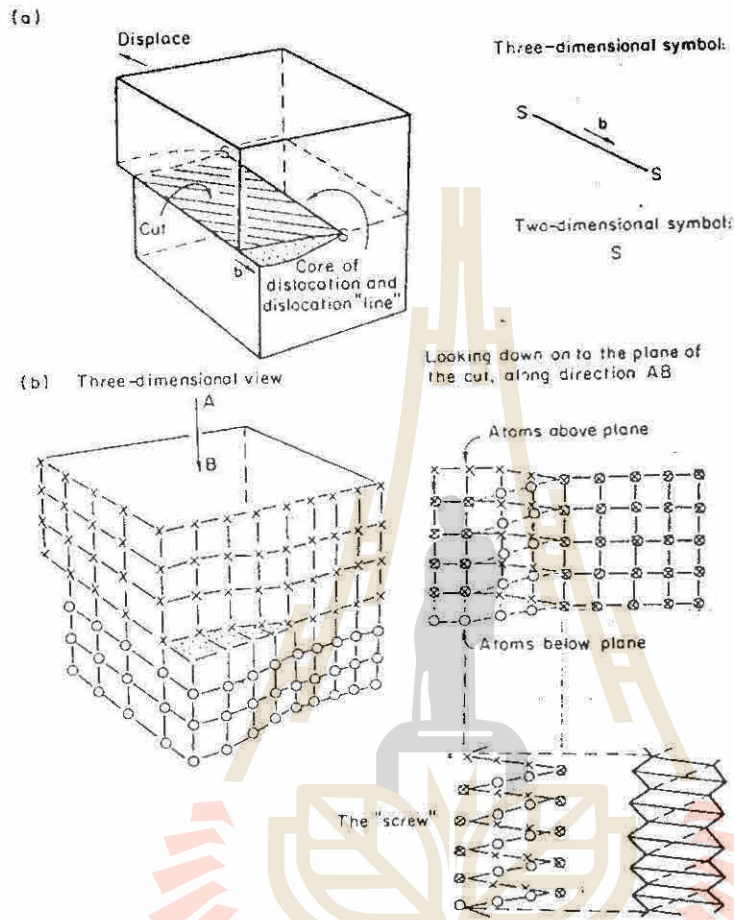 (a)
Displace
S
Cut
S
b
Core of
dislocation and
dislocation "line"
Three-dimensional symbol:
S
b
S
Two-dimensional symbol:
S
(b) Three-dimensional view
A
B
Looking down on to the plane of
the cut, along direction AB
Atoms above plane
Atoms below plane
The "screw"